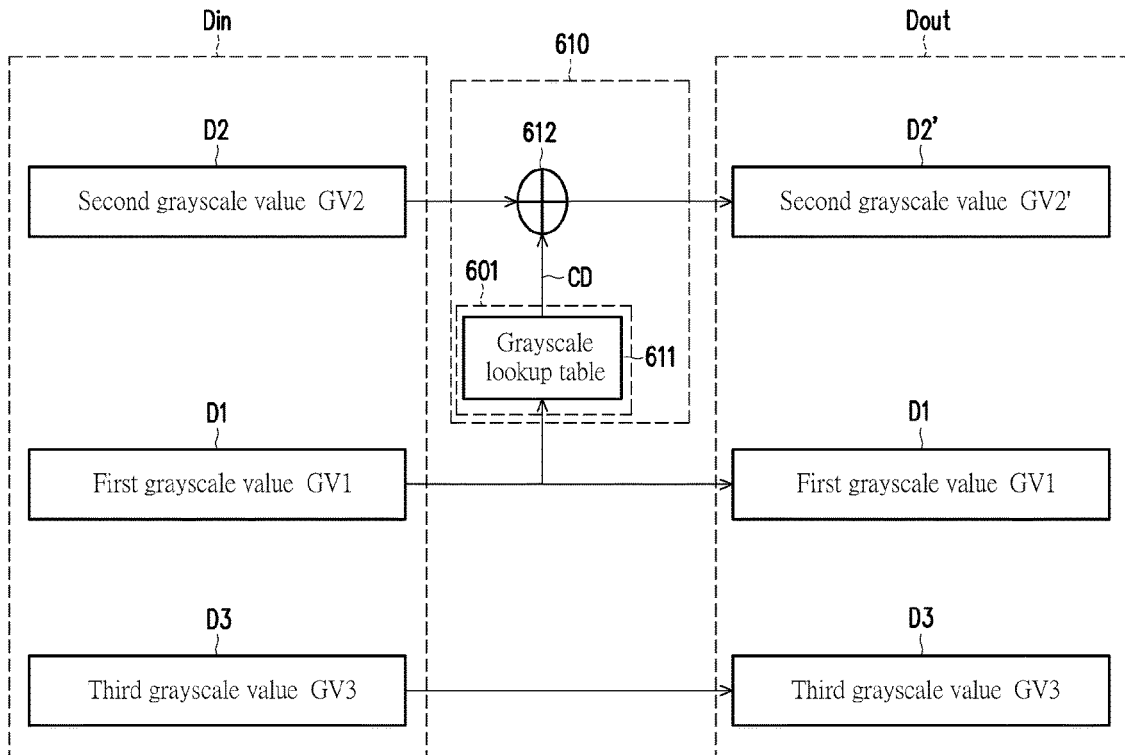 Din
610
Dout
D2
612
D2'
Second grayscale value GV2
Second grayscale value GV2'
601
CD
Grayscale
lookup table
611
D1
D1
First grayscale value GV1
First grayscale value GV1
D3
D3
Third grayscale value GV3
Third grayscale value GV3